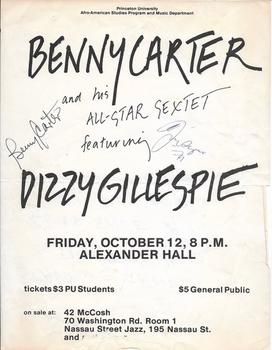 Princeton University
Afro-American Studies Program and Music Department
BENNY CARTER
and his
ALL-STAR SEXTET
Benny Carter
featuring
DIZZY GILLESPIE
FRIDAY, OCTOBER 12, 8 P.M.
ALEXANDER HALL
tickets $3 PU Students $5 General Public
on sale at: 42 McCosh
70 Washington Rd. Room 1
Nassau Street Jazz, 195 Nassau St.
and